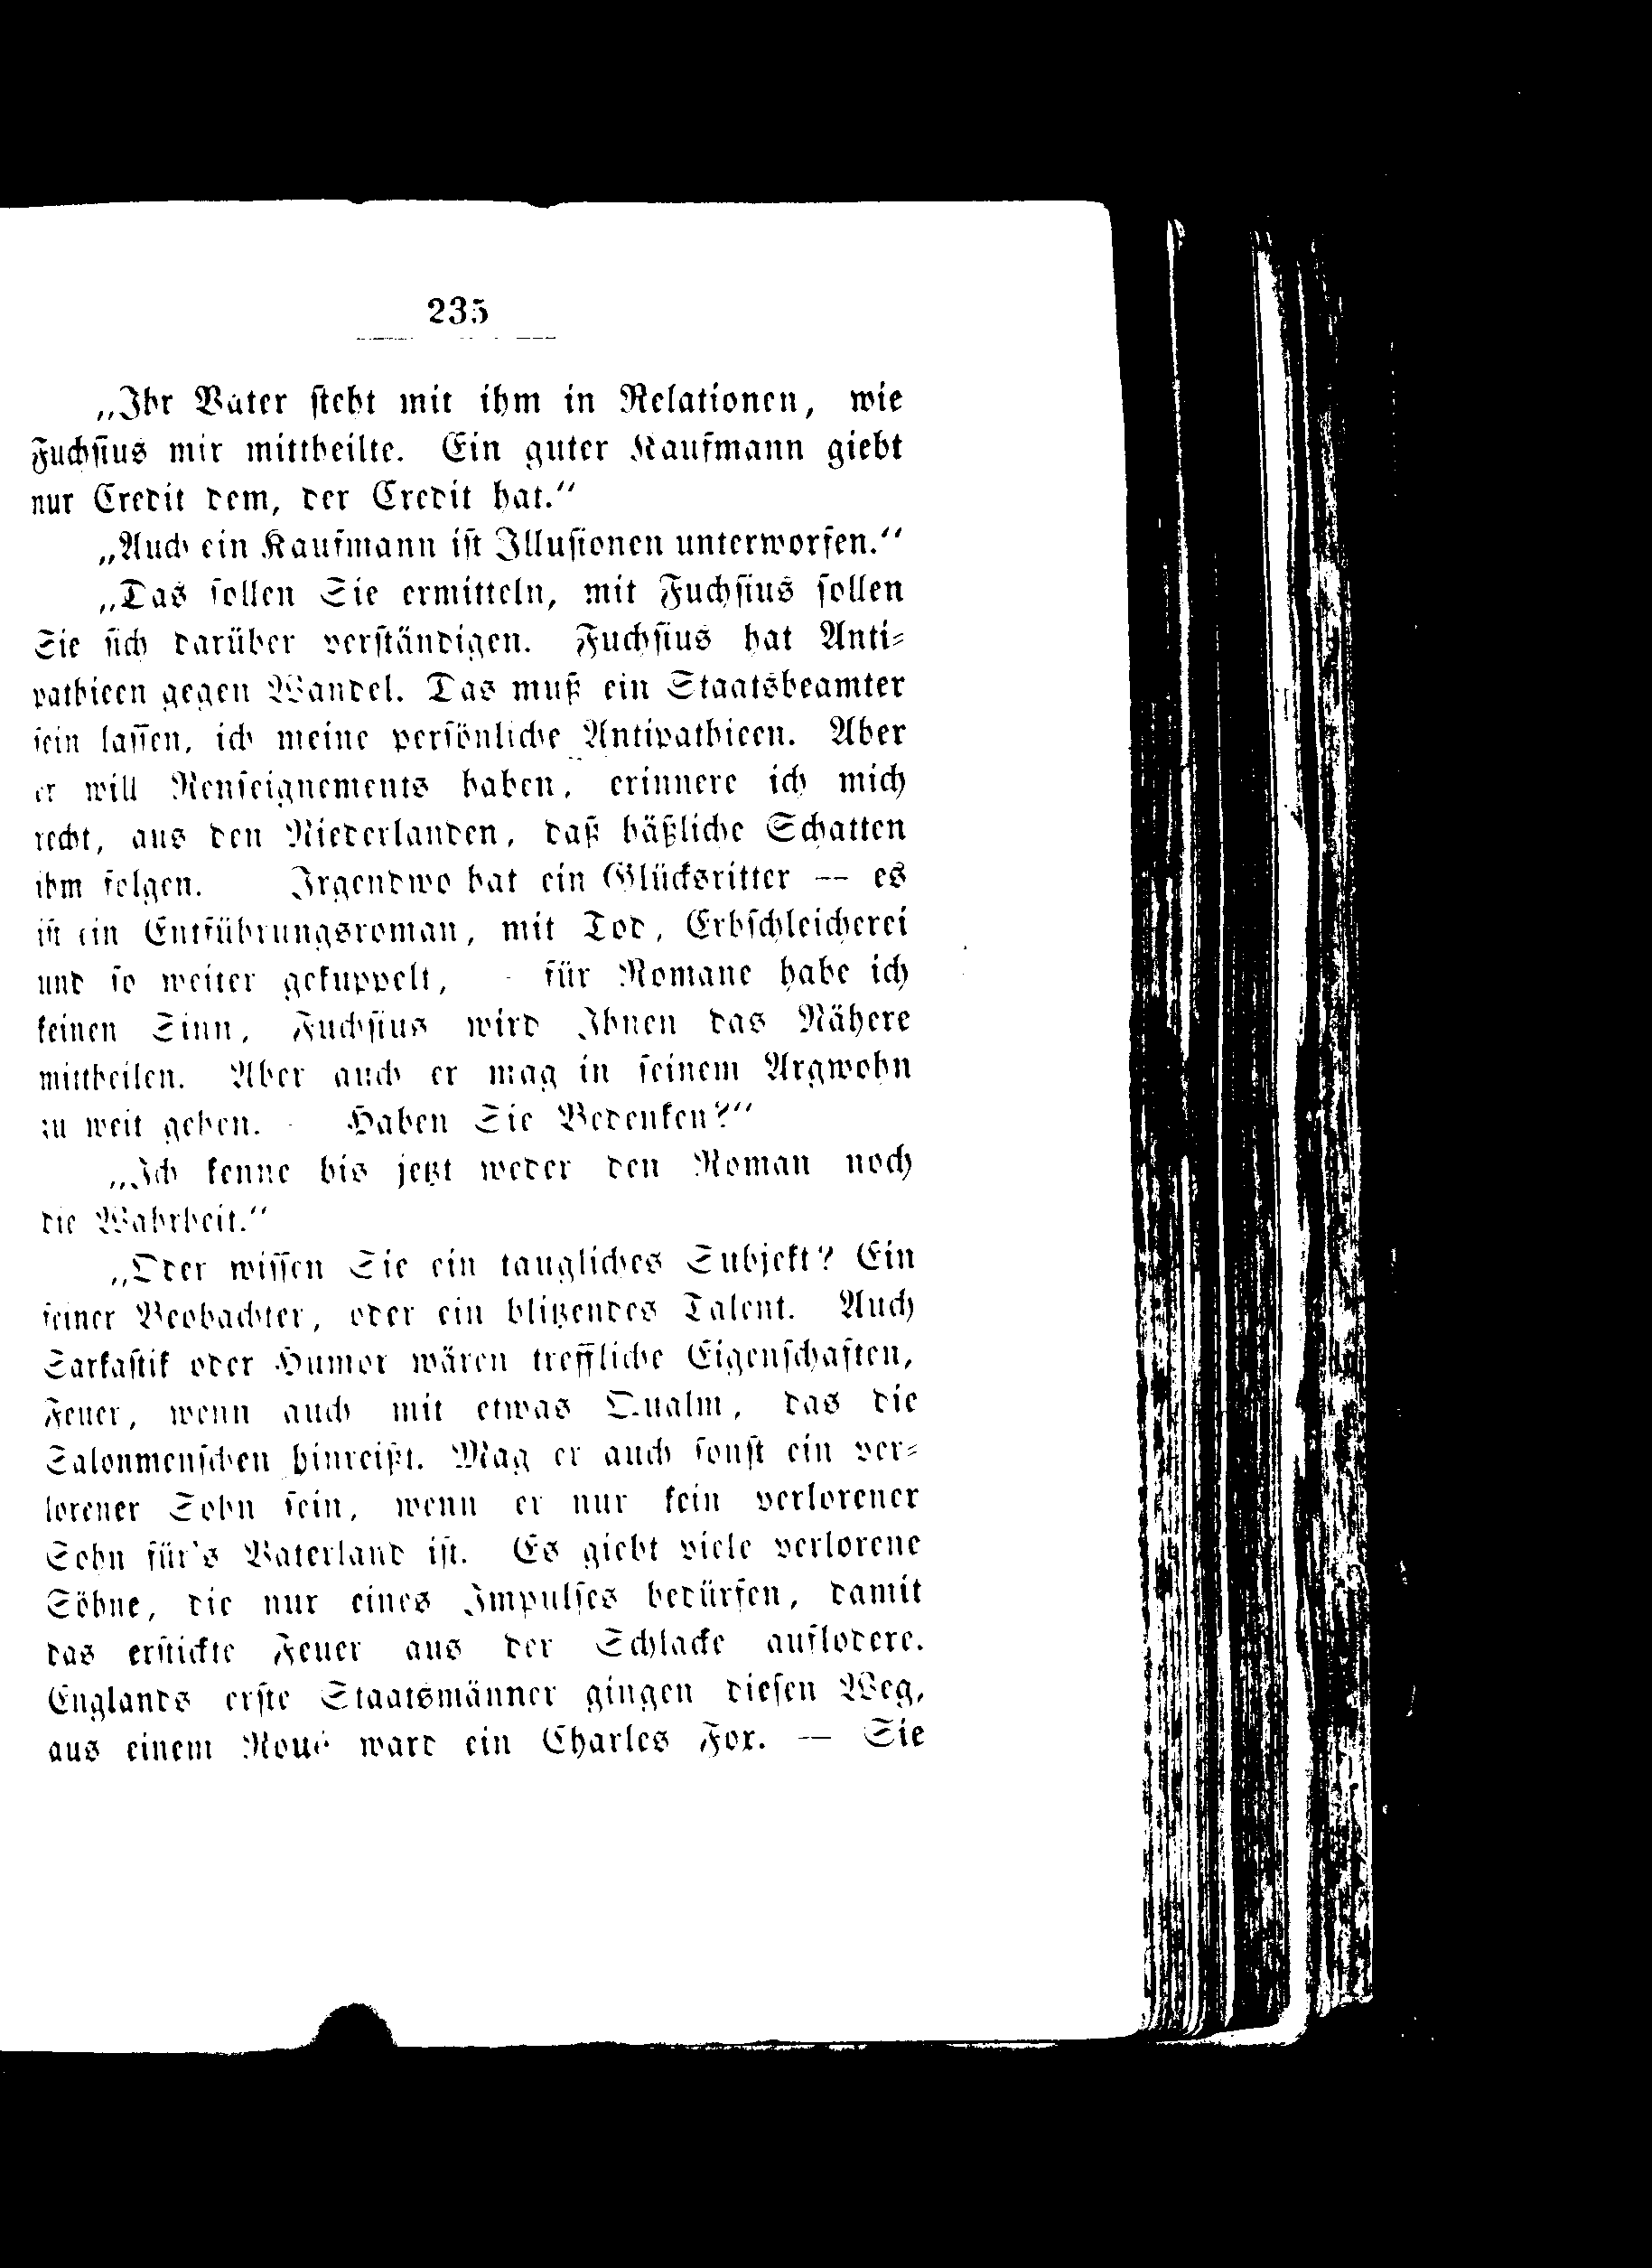 235
„Ihr Vater steht mit ihm in Relationen, wie
Fuchsius mir mittheilte. Ein guter Kaufmann giebt
nur Credit dem, der Credit hat.“
„Auch ein Kaufmann ist Illusionen unterworfen.“
„Das sollen Sie ermitteln, mit Fuchsius sollen
Sie sich darüber verständigen. Fuchsius hat Anti-
pathieen gegen Wandel. Das muß ein Staatsbeamter
sein lassen, ich meine persönliche Antipathieen. Aber
er will Renseignements haben, erinnere ich mich
recht, aus den Niederlanden, daß häßliche Schatten
ihm folgen. Irgendwo hat ein Glücksritter — es
ist ein Entführungsroman, mit Tod, Erbschleicherei
und so weiter gekuppelt, - für Romane habe ich
keinen Sinn, Fuchsius wird Ihnen das Nähere
mittheilen. Aber auch er mag in seinem Argwohn
zu weit gehen. - Haben Sie Bedenken?“
„Ich kenne bis jetzt weder den Roman noch
die Wahrheit.“
„Oder wissen Sie ein taugliches Subjekt? Ein
feiner Beobachter, oder ein blitzendes Talent. Auch
Sarkastik oder Humor wären treffliche Eigenschaften,
Feuer, wenn auch mit etwas Qualm, das die
Salonmenschen hinreißt. Mag er auch sonst ein ver-
lorener Sohn sein, wenn er nur kein verlorener
Sohn für's Vaterland ist. Es giebt viele verlorene
Söhne, die nur eines Impulses bedürfen, damit
das erstickte Feuer aus der Schlacke auflodere.
Englands erste Staatsmänner gingen diesen Weg,
aus einem Roué ward ein Charles Fox. — Sie